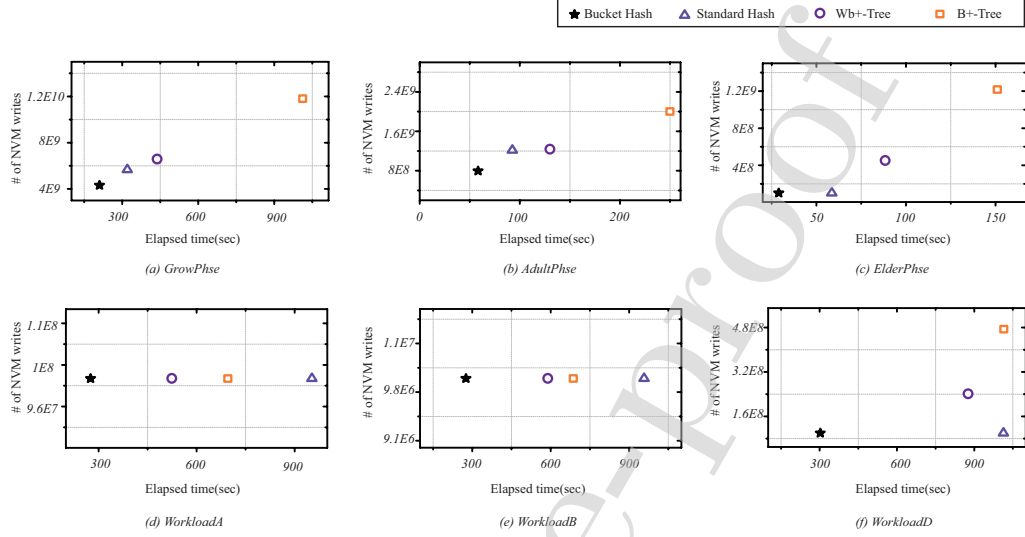 Bucket Hash Standard Hash Wb+-Tree B+-Tree
# of NVM writes
1.2E10
8E9
4E9
300 600 900
Elapsed time(sec)
(a) GrowPhse
# of NVM writes
2.4E9
1.6E9
8E8
0 100 200
Elapsed time(sec)
(b) AdultPhse
# of NVM writes
1.2E9
8E8
4E8
50 100 150
Elapsed time(sec)
(c) ElderPhse
# of NVM writes
1.1E8
1E8
9.6E7
300 600 900
Elapsed time(sec)
(d) WorkloadA
# of NVM writes
1.1E7
9.8E6
9.1E6
300 600 900
Elapsed time(sec)
(e) WorkloadB
# of NVM writes
4.8E8
3.2E8
1.6E8
300 600 900
Elapsed time(sec)
(f) WorkloadD
e-proof